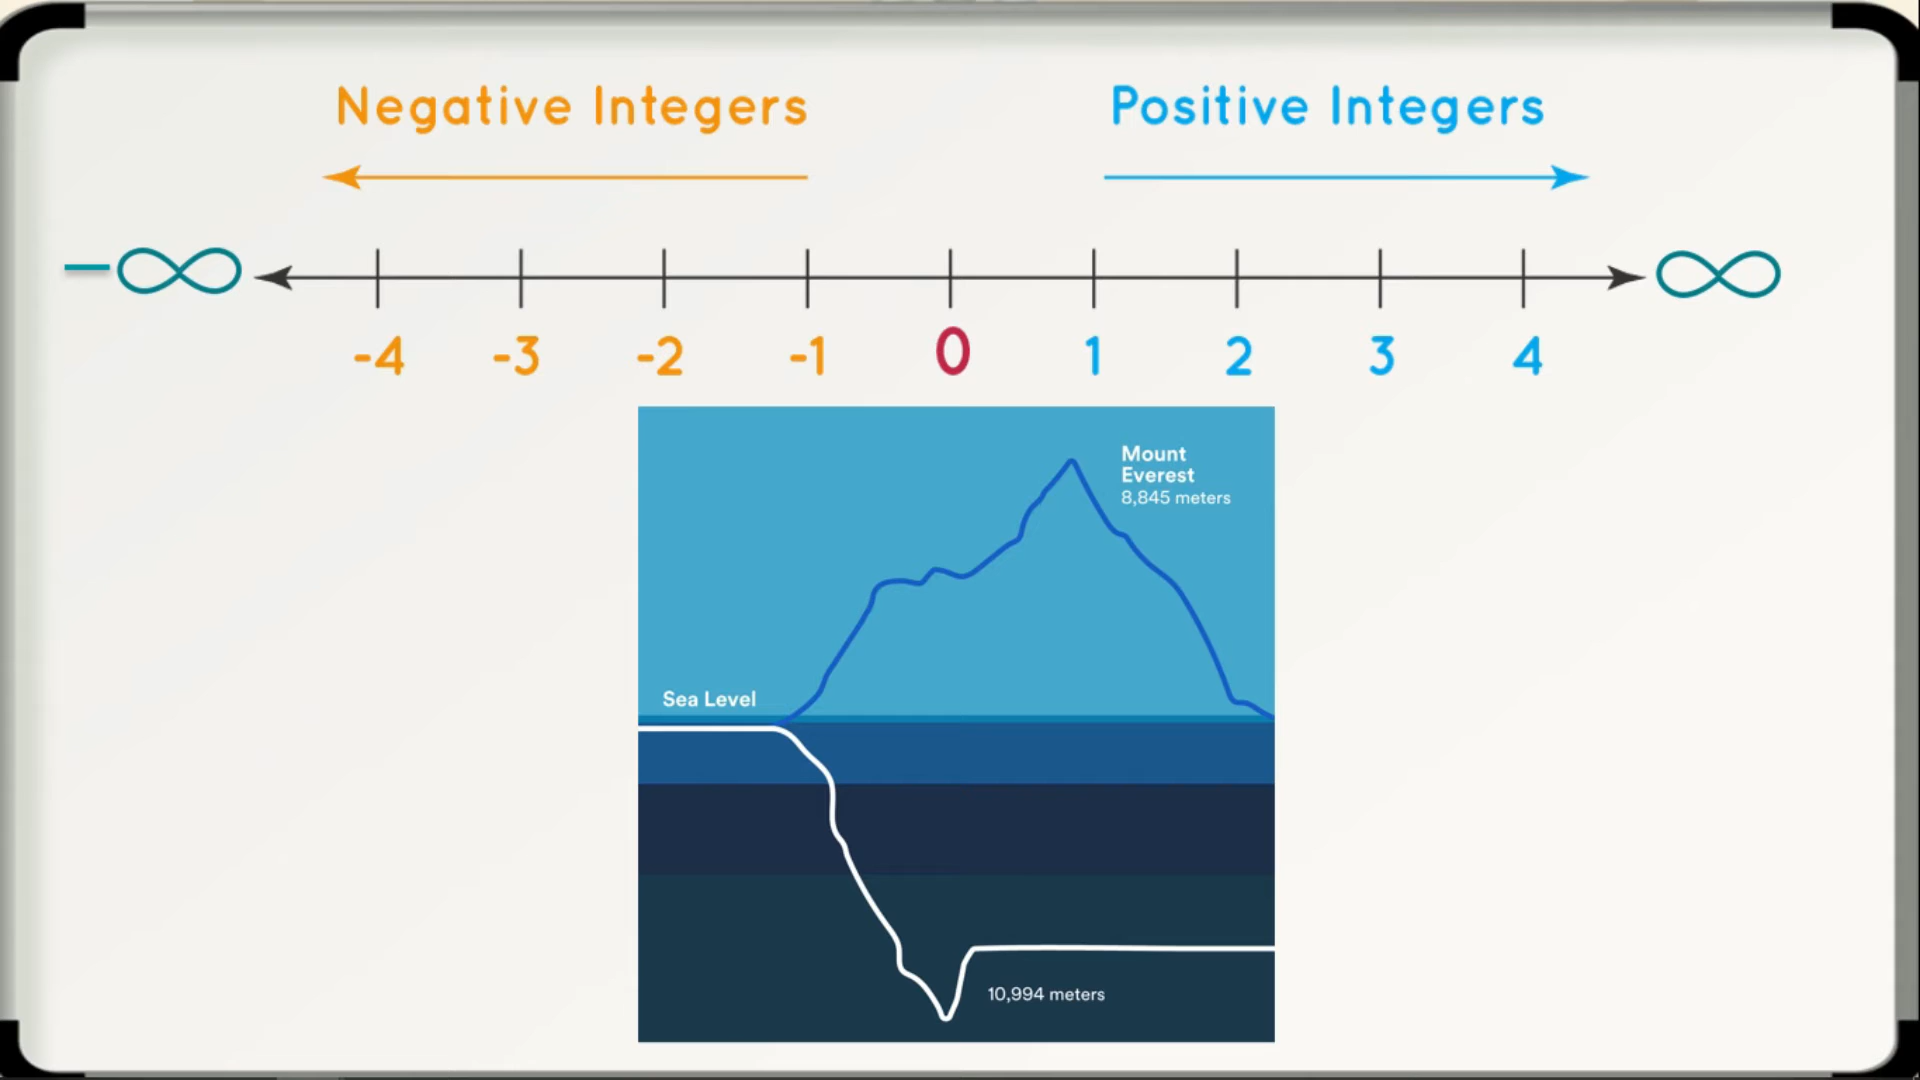 Negative Integers
Positive Integers
−∞
∞
-4 -3 -2 -1 0 1 2 3 4
Mount
Everest
8,845 meters
Sea Level
10,994 meters